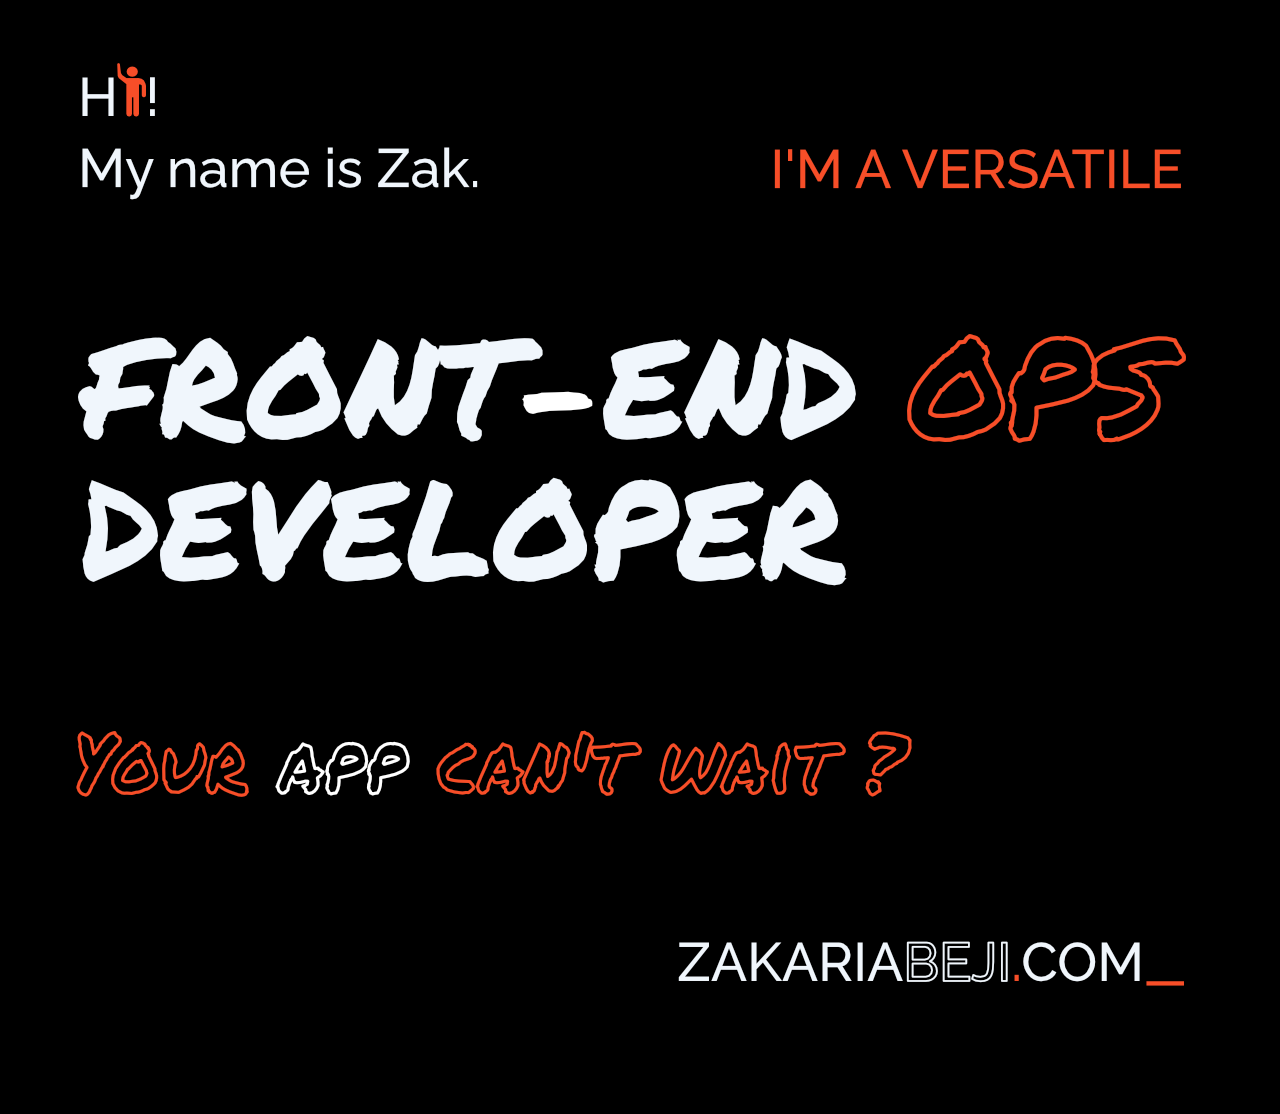 Hi!
My name is Zak.
I'M A VERSATILE
FRONT-END OPS
DEVELOPER
YOUR APP CAN'T WAIT ?
ZAKARIABEJI.COM_